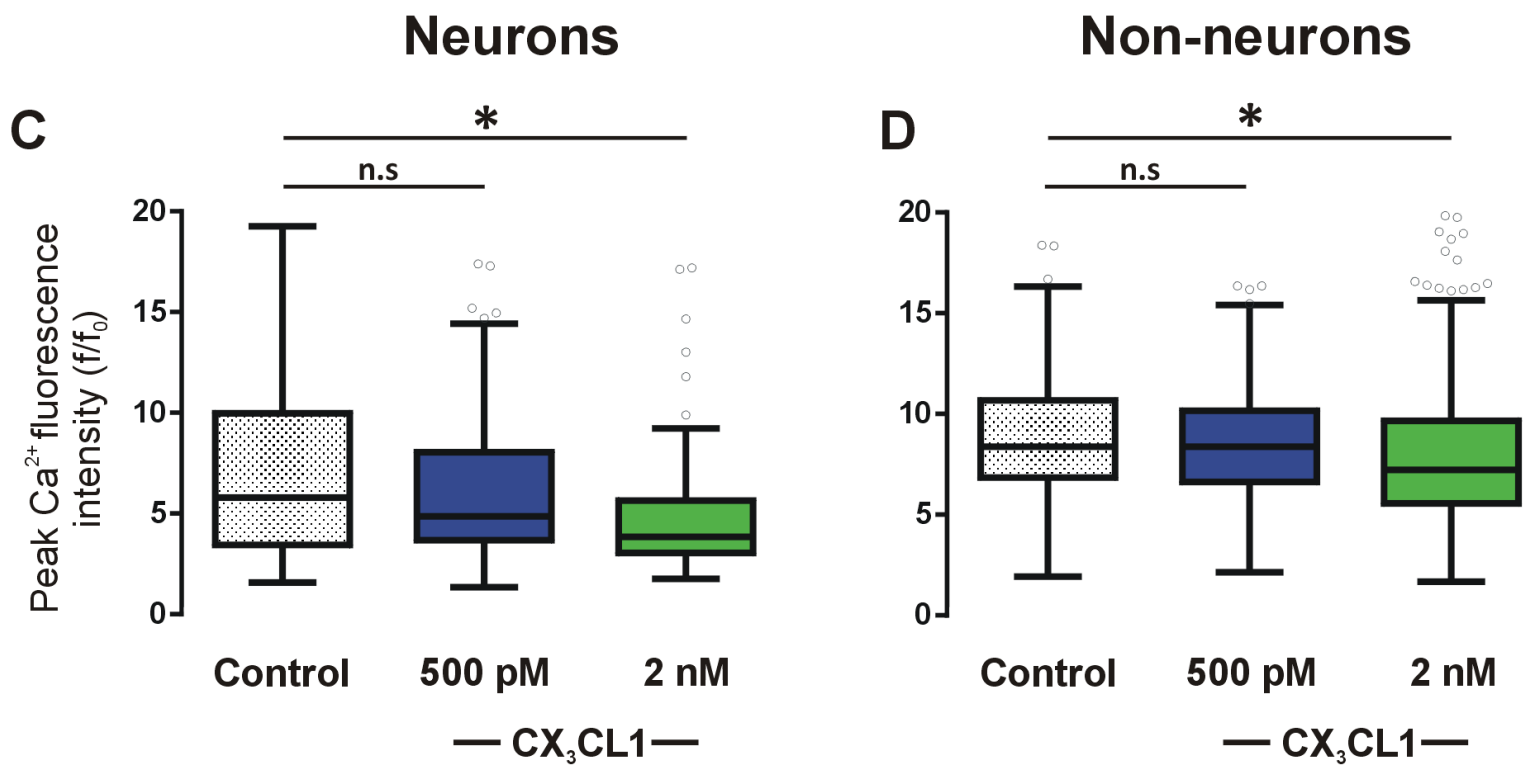 Neurons
Non-neurons
C
*
n.s
Peak Ca²⁺ fluorescence
intensity (f/f₀)
20
15
10
5
0
Control
500 pM
2 nM
CX₃CL1
D
*
n.s
20
15
10
5
0
Control
500 pM
2 nM
CX₃CL1